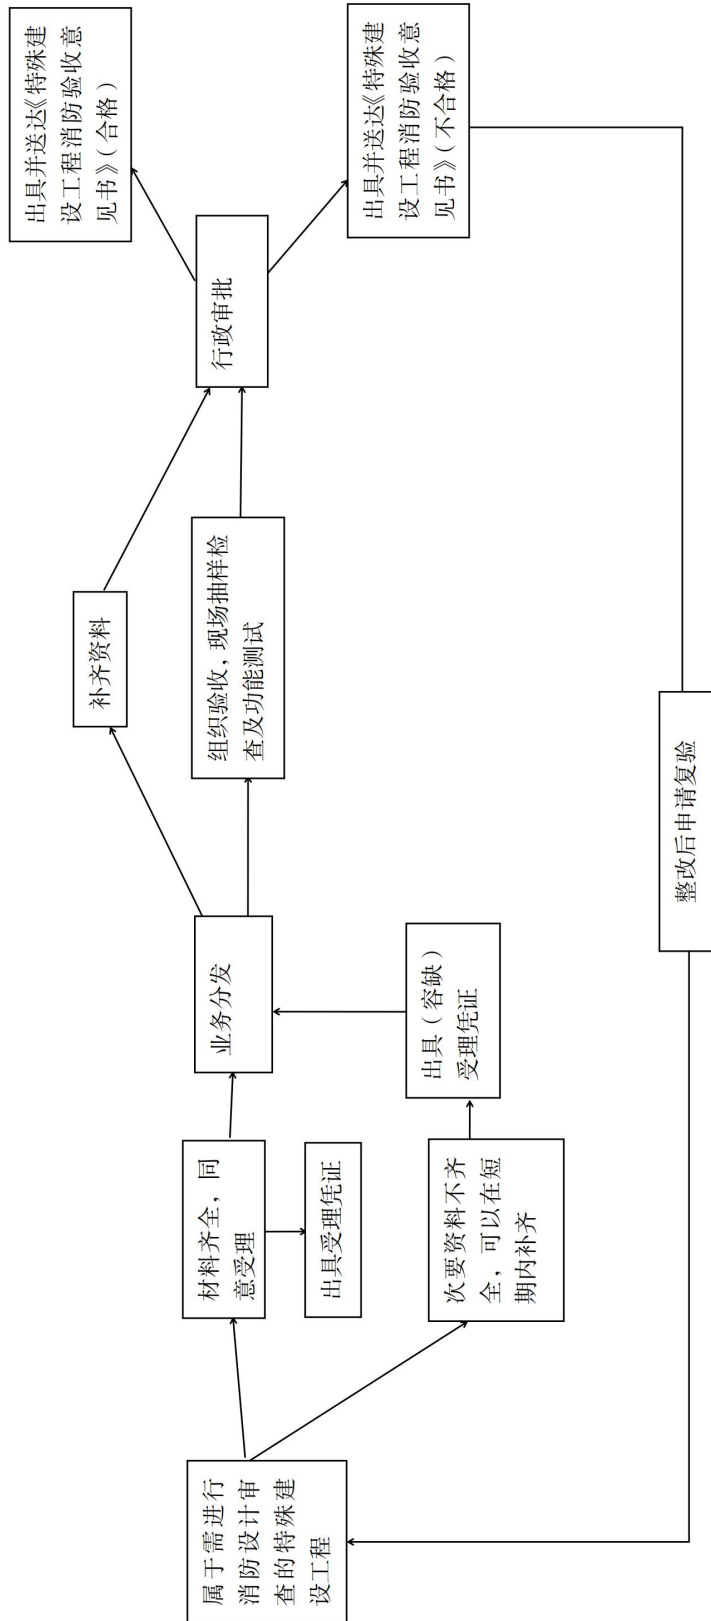 属于需进行
消防设计审
查的特殊建
设工程
材料齐全，同
意受理
出具受理凭证
次要资料不齐
全，可以在短
期内补齐
出具（容缺）
受理凭证
业务分发
补齐资料
组织验收，现场抽样检
查及功能测试
行政审批
出具并送达《特殊建
设工程消防验收意
见书》（合格）
出具并送达《特殊建
设工程消防验收意
见书》（不合格）
整改后申请复验